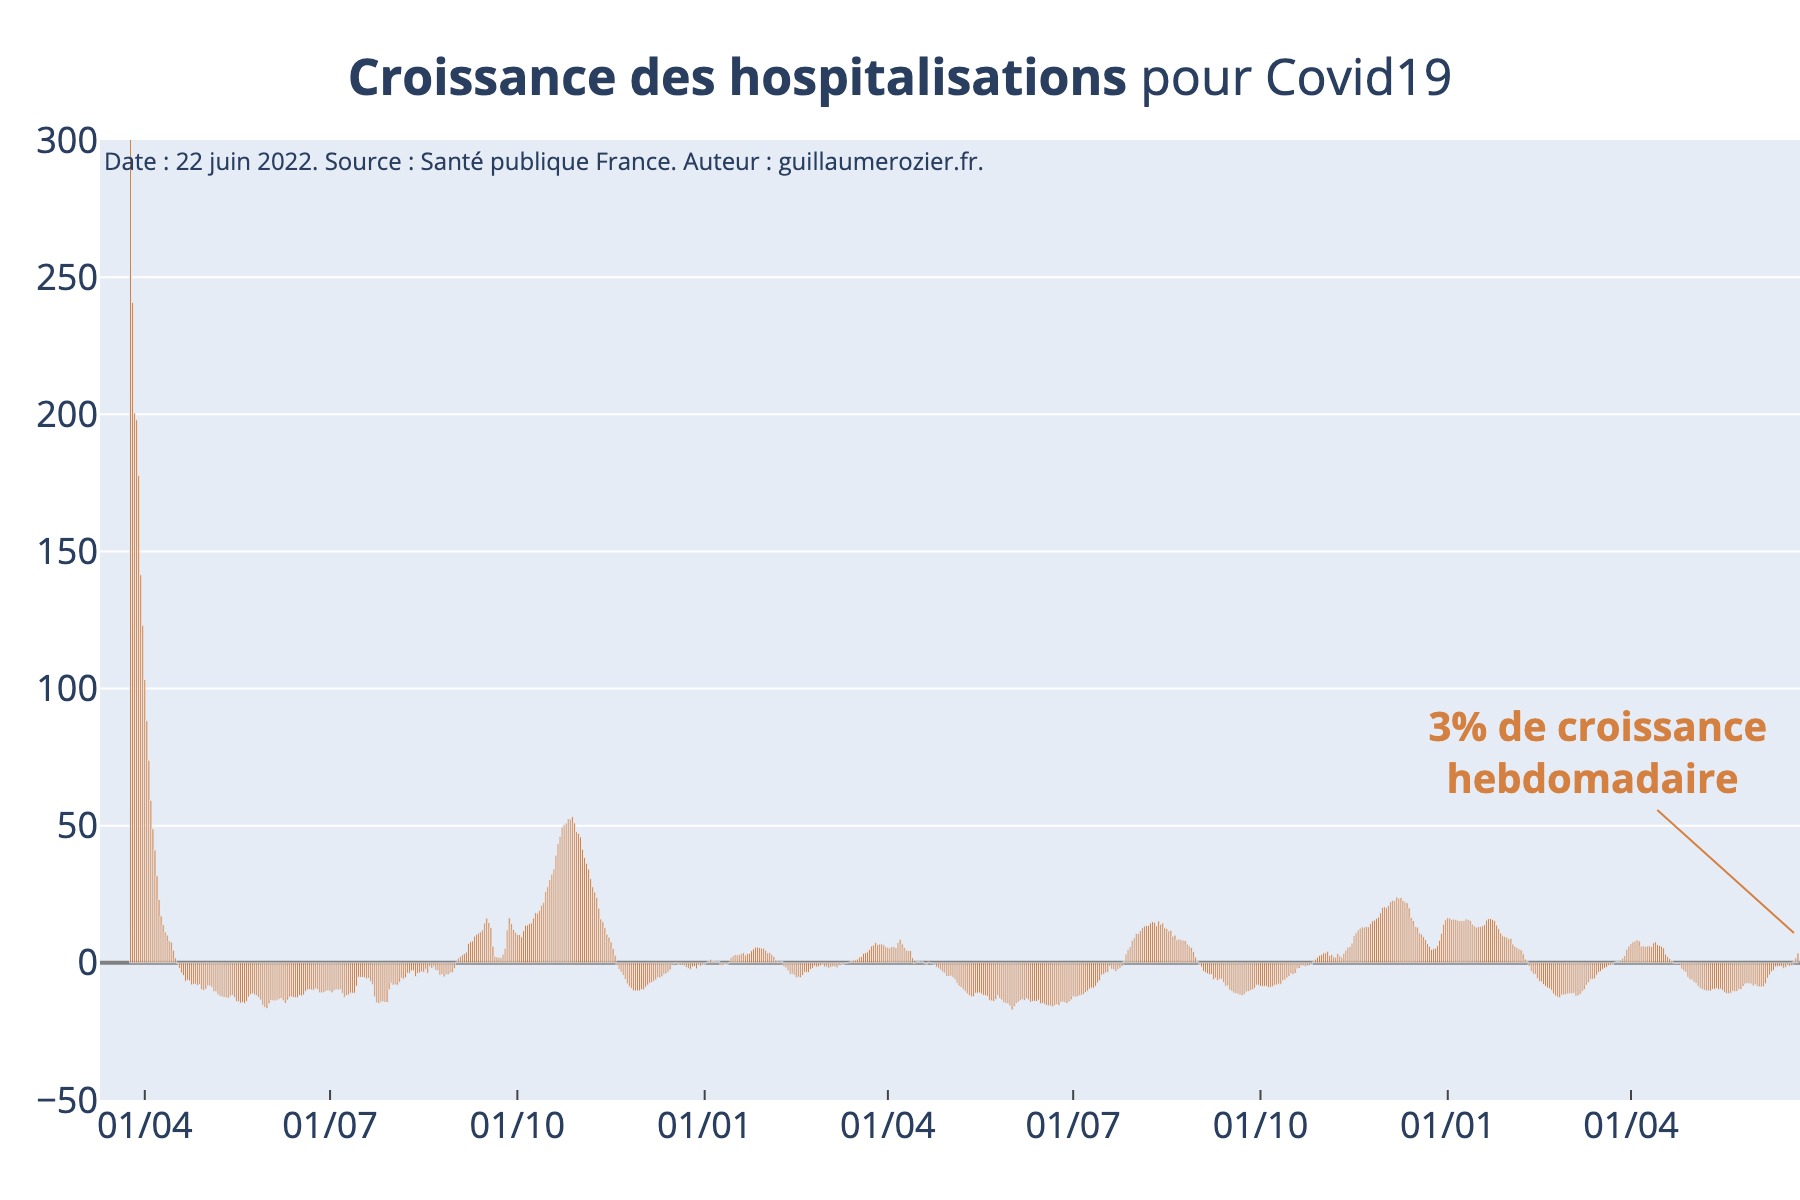 Croissance des hospitalisations pour Covid19
300
Date : 22 juin 2022. Source : Santé publique France. Auteur : guillaumerozier.fr.
250
200
150
100
3% de croissance
hebdomadaire
50
0
−50
01/04 01/07 01/10 01/01 01/04 01/07 01/10 01/01 01/04